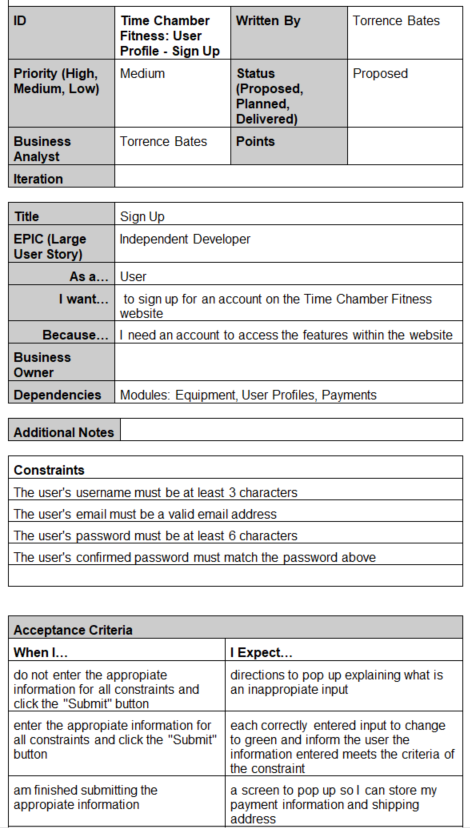 ID
Time Chamber
Fitness: User
Profile - Sign Up
Written By
Torrence Bates
Priority (High,
Medium, Low)
Medium
Status
(Proposed,
Planned,
Delivered)
Proposed
Business
Analyst
Torrence Bates
Points
Iteration
Title
Sign Up
EPIC (Large
User Story)
Independent Developer
As a...
User
I want...
to sign up for an account on the Time Chamber Fitness
website
Because...
I need an account to access the features within the website
Business
Owner
Dependencies
Modules: Equipment, User Profiles, Payments
Additional Notes
Constraints
The user's username must be at least 3 characters
The user's email must be a valid email address
The user's password must be at least 6 characters
The user's confirmed password must match the password above
Acceptance Criteria
When I...
I Expect...
do not enter the appropiate
information for all constraints and
click the "Submit" button
directions to pop up explaining what is
an inappropiate input
enter the appropiate information for
all constraints and click the "Submit"
button
each correctly entered input to change
to green and inform the user the
information entered meets the criteria of
the constraint
am finished submitting the
appropiate information
a screen to pop up so I can store my
payment information and shipping
address